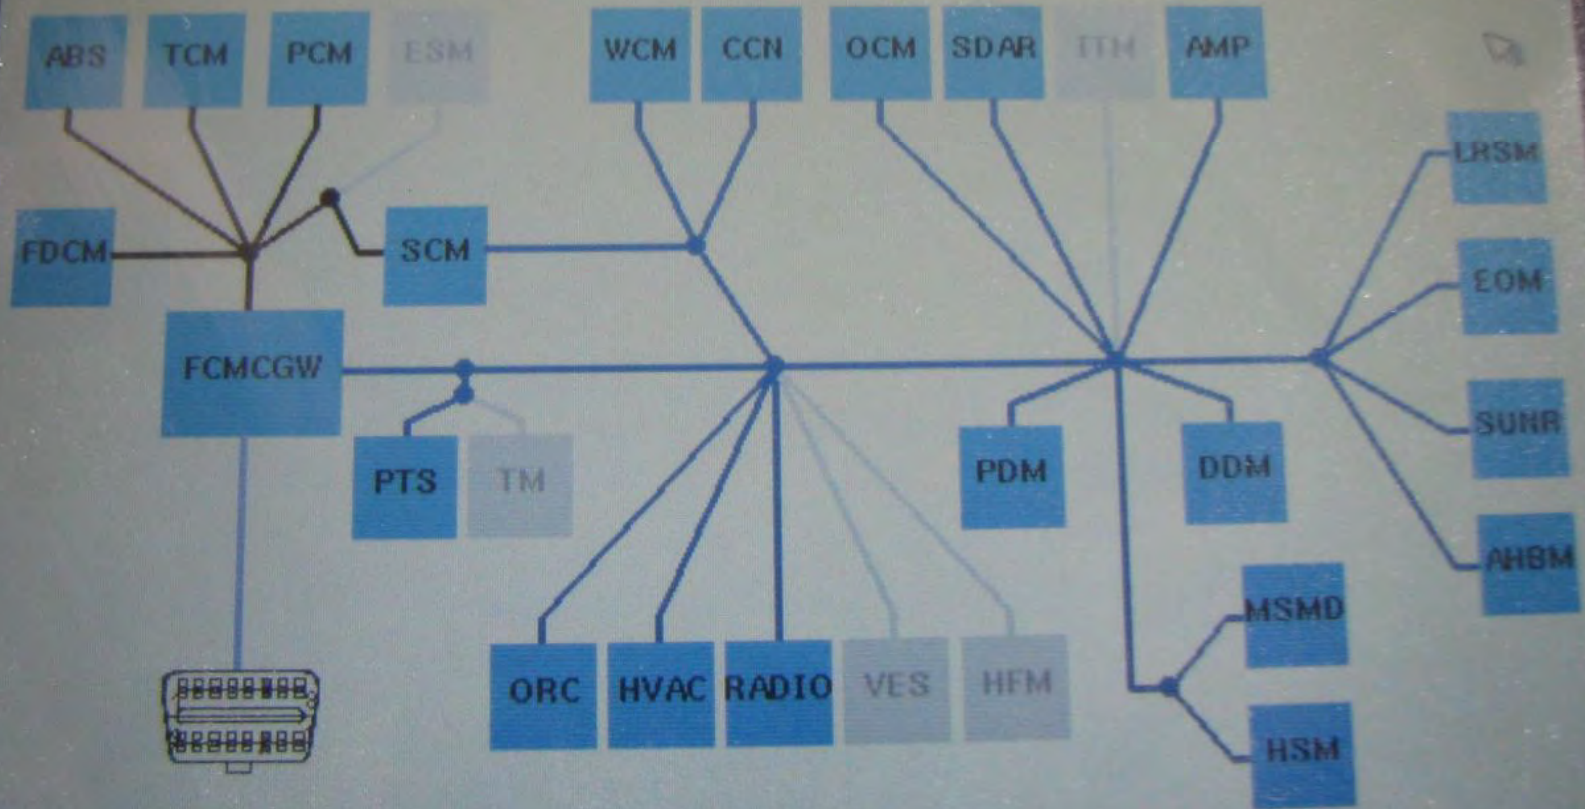 ABS
TCM
PCM
ESM
WCM
CCN
OCM
SDAR
ITM
AMP
LRSM
FDCM
SCM
EOM
FCMCGW
SUNR
PTS
TM
PDM
DDM
AHBM
MSMD
ORC
HVAC
RADIO
VES
HFM
HSM